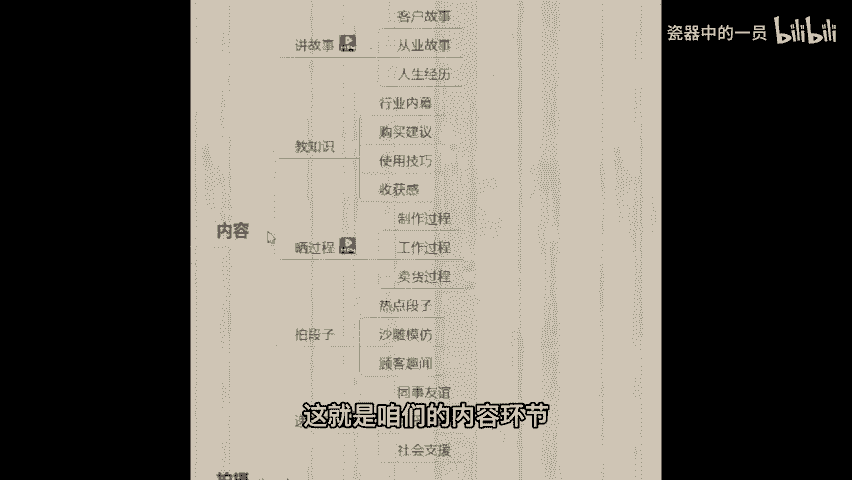 瓷器中的一员 bilibili
客户故事
讲故事
从业故事
人生经历
行业内幕
购买建议
教知识
使用技巧
收获感
制作过程
内容
晒过程
工作过程
卖货过程
热点段子
拍段子
沙雕模仿
顾客趣闻
同事友谊
这就是咱们的内容环节
社会支援
拍摄